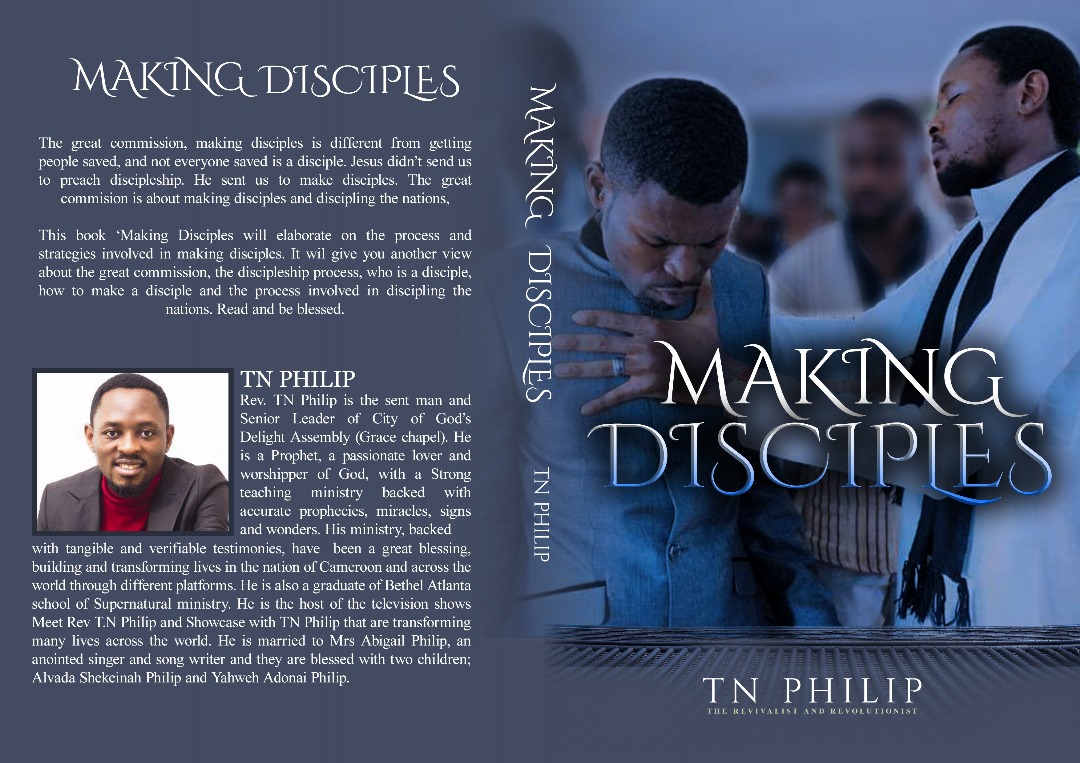 MAKING DISCIPLES
The great commission, making disciples is different from getting
people saved, and not everyone saved is a disciple. Jesus didn't send us
to preach discipleship. He sent us to make disciples. The great
commision is about making disciples and discipling the nations,
This book ‘Making Disciples will elaborate on the process and
strategies involved in making disciples. It wil give you another view
about the great commission, the discipleship process, who is a disciple,
how to make a disciple and the process involved in discipling the
nations. Read and be blessed.
TN PHILIP
Rev. TN Philip is the sent man and
Senior Leader of City of God's
Delight Assembly (Grace chapel). He
is a Prophet, a passionate lover and
worshipper of God, with a Strong
teaching ministry backed with
accurate prophecies, miracles, signs
and wonders. His ministry, backed
with tangible and verifiable testimonies, have been a great blessing,
building and transforming lives in the nation of Cameroon and across the
world through different platforms. He is also a graduate of Bethel Atlanta
school of Supernatural ministry. He is the host of the television shows
Meet Rev T.N Philip and Showcase with TN Philip that are transforming
many lives across the world. He is married to Mrs Abigail Philip, an
anointed singer and song writer and they are blessed with two children;
Alvada Shekeinah Philip and Yahweh Adonai Philip.
MAKING DISCIPLES TN PHILIP
MAKING
DISCIPLES
TN PHILIP
THE REVIVALIST AND REVOLUTIONIST